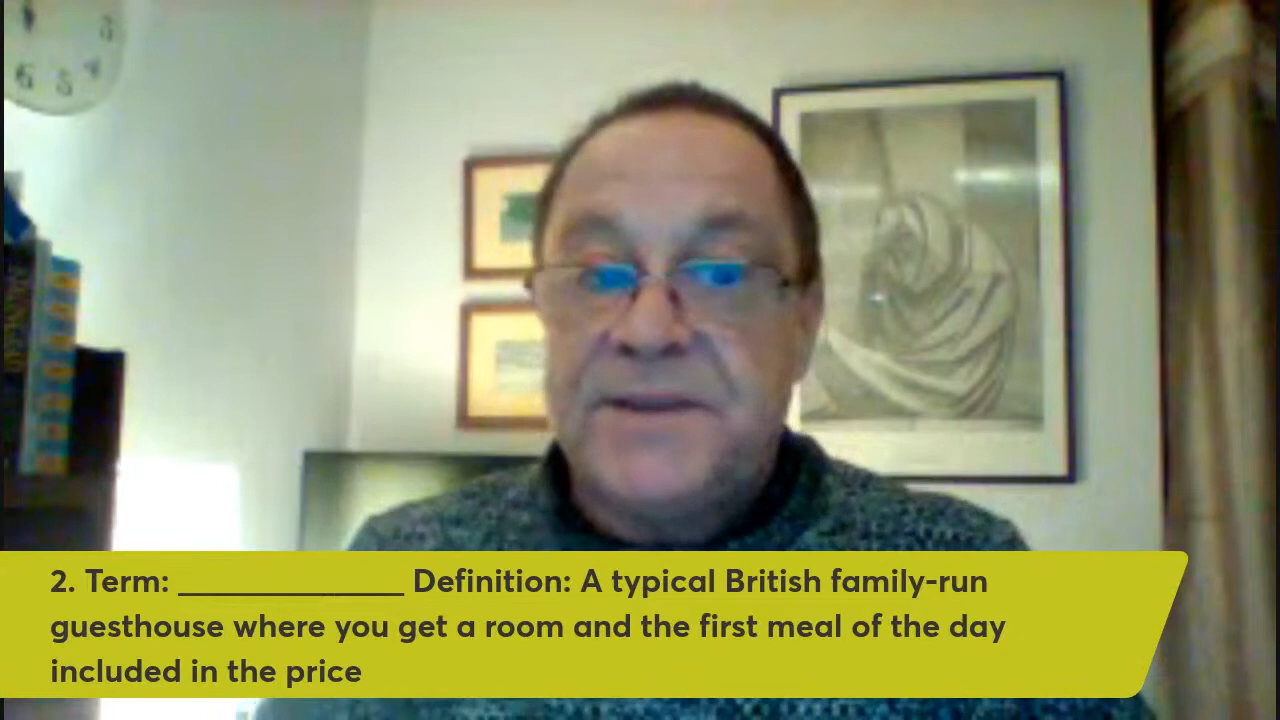 2. Term: _____________ Definition: A typical British family-run
guesthouse where you get a room and the first meal of the day
included in the price